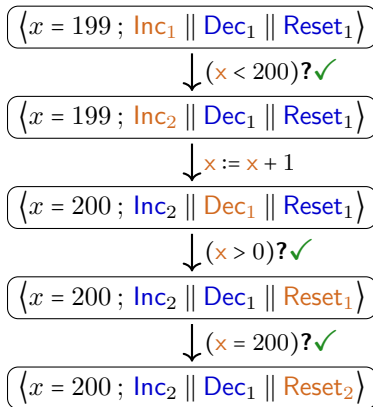 ⟨x = 199 ; Inc₁ || Dec₁ || Reset₁⟩
(x < 200)?✓
⟨x = 199 ; Inc₂ || Dec₁ || Reset₁⟩
x := x + 1
⟨x = 200 ; Inc₂ || Dec₁ || Reset₁⟩
(x > 0)?✓
⟨x = 200 ; Inc₂ || Dec₁ || Reset₁⟩
(x = 200)?✓
⟨x = 200 ; Inc₂ || Dec₁ || Reset₂⟩